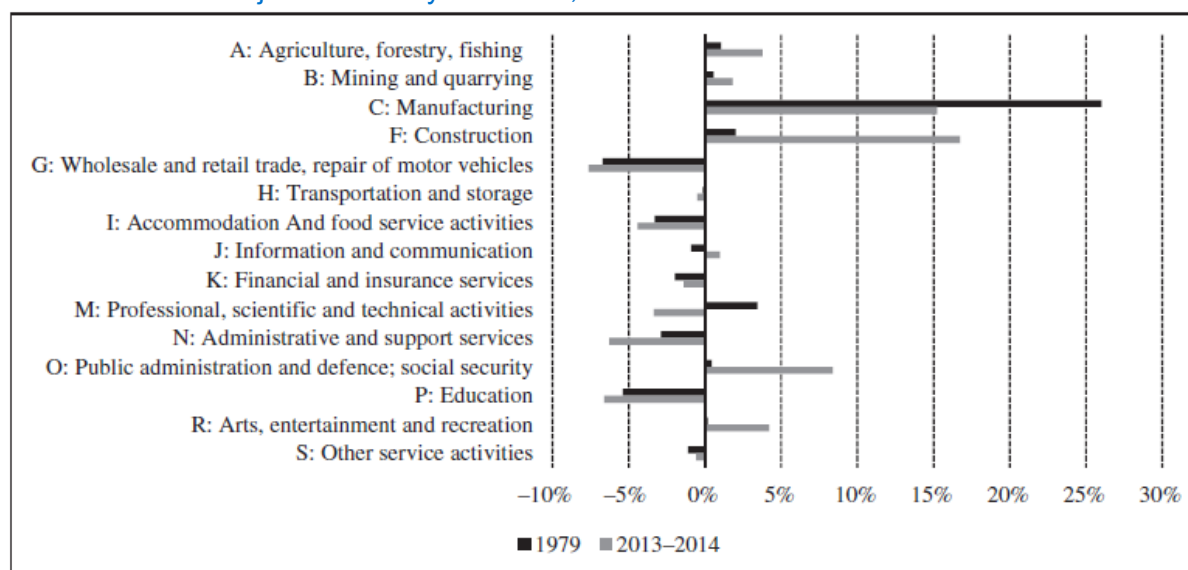 A: Agriculture, forestry, fishing
B: Mining and quarrying
C: Manufacturing
F: Construction
G: Wholesale and retail trade, repair of motor vehicles
H: Transportation and storage
I: Accommodation And food service activities
J: Information and communication
K: Financial and insurance services
M: Professional, scientific and technical activities
N: Administrative and support services
O: Public administration and defence; social security
P: Education
R: Arts, entertainment and recreation
S: Other service activities
–10% –5% 0% 5% 10% 15% 20% 25% 30%
1979 2013–2014